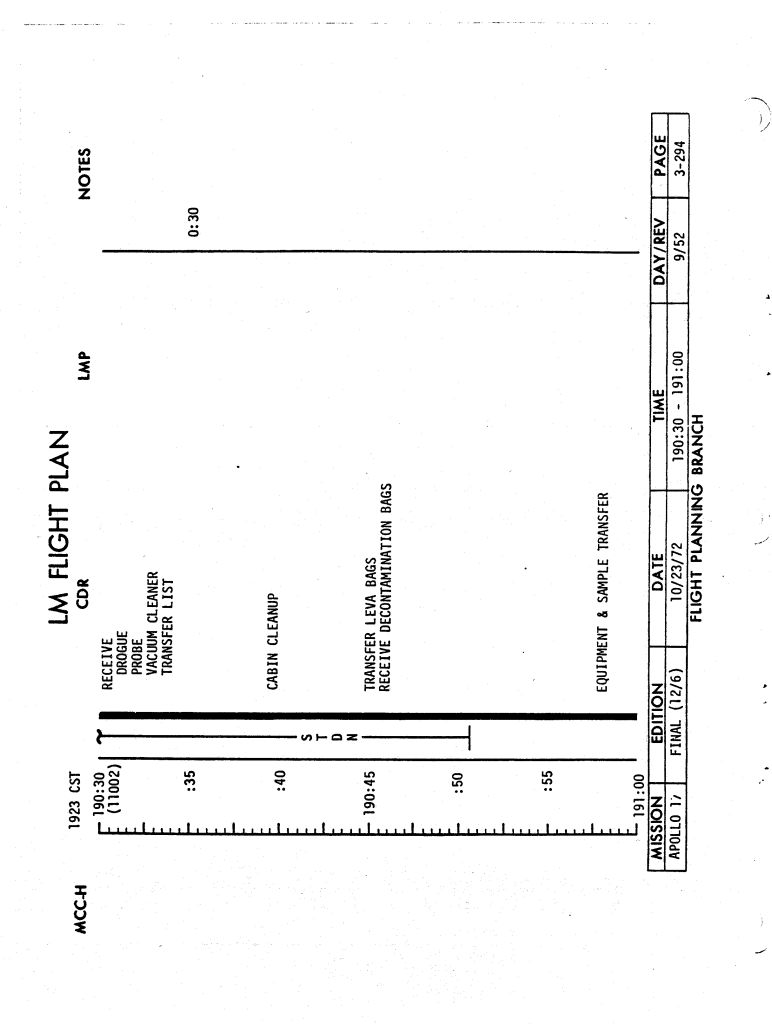 LM FLIGHT PLAN
MCC-H
1923 CST
CDR
LMP
NOTES
190:30
(11002)
RECEIVE
DROGUE
PROBE
VACUUM CLEANER
TRANSFER LIST
:35
0:30
:40
CABIN CLEANUP
STDN
190:45
TRANSFER LEVA BAGS
RECEIVE DECONTAMINATION BAGS
:50
:55
EQUIPMENT & SAMPLE TRANSFER
191:00
MISSION EDITION DATE TIME DAY/REV PAGE
APOLLO 17 FINAL (12/6) 10/23/72 190:30 - 191:00 9/52 3-294
FLIGHT PLANNING BRANCH